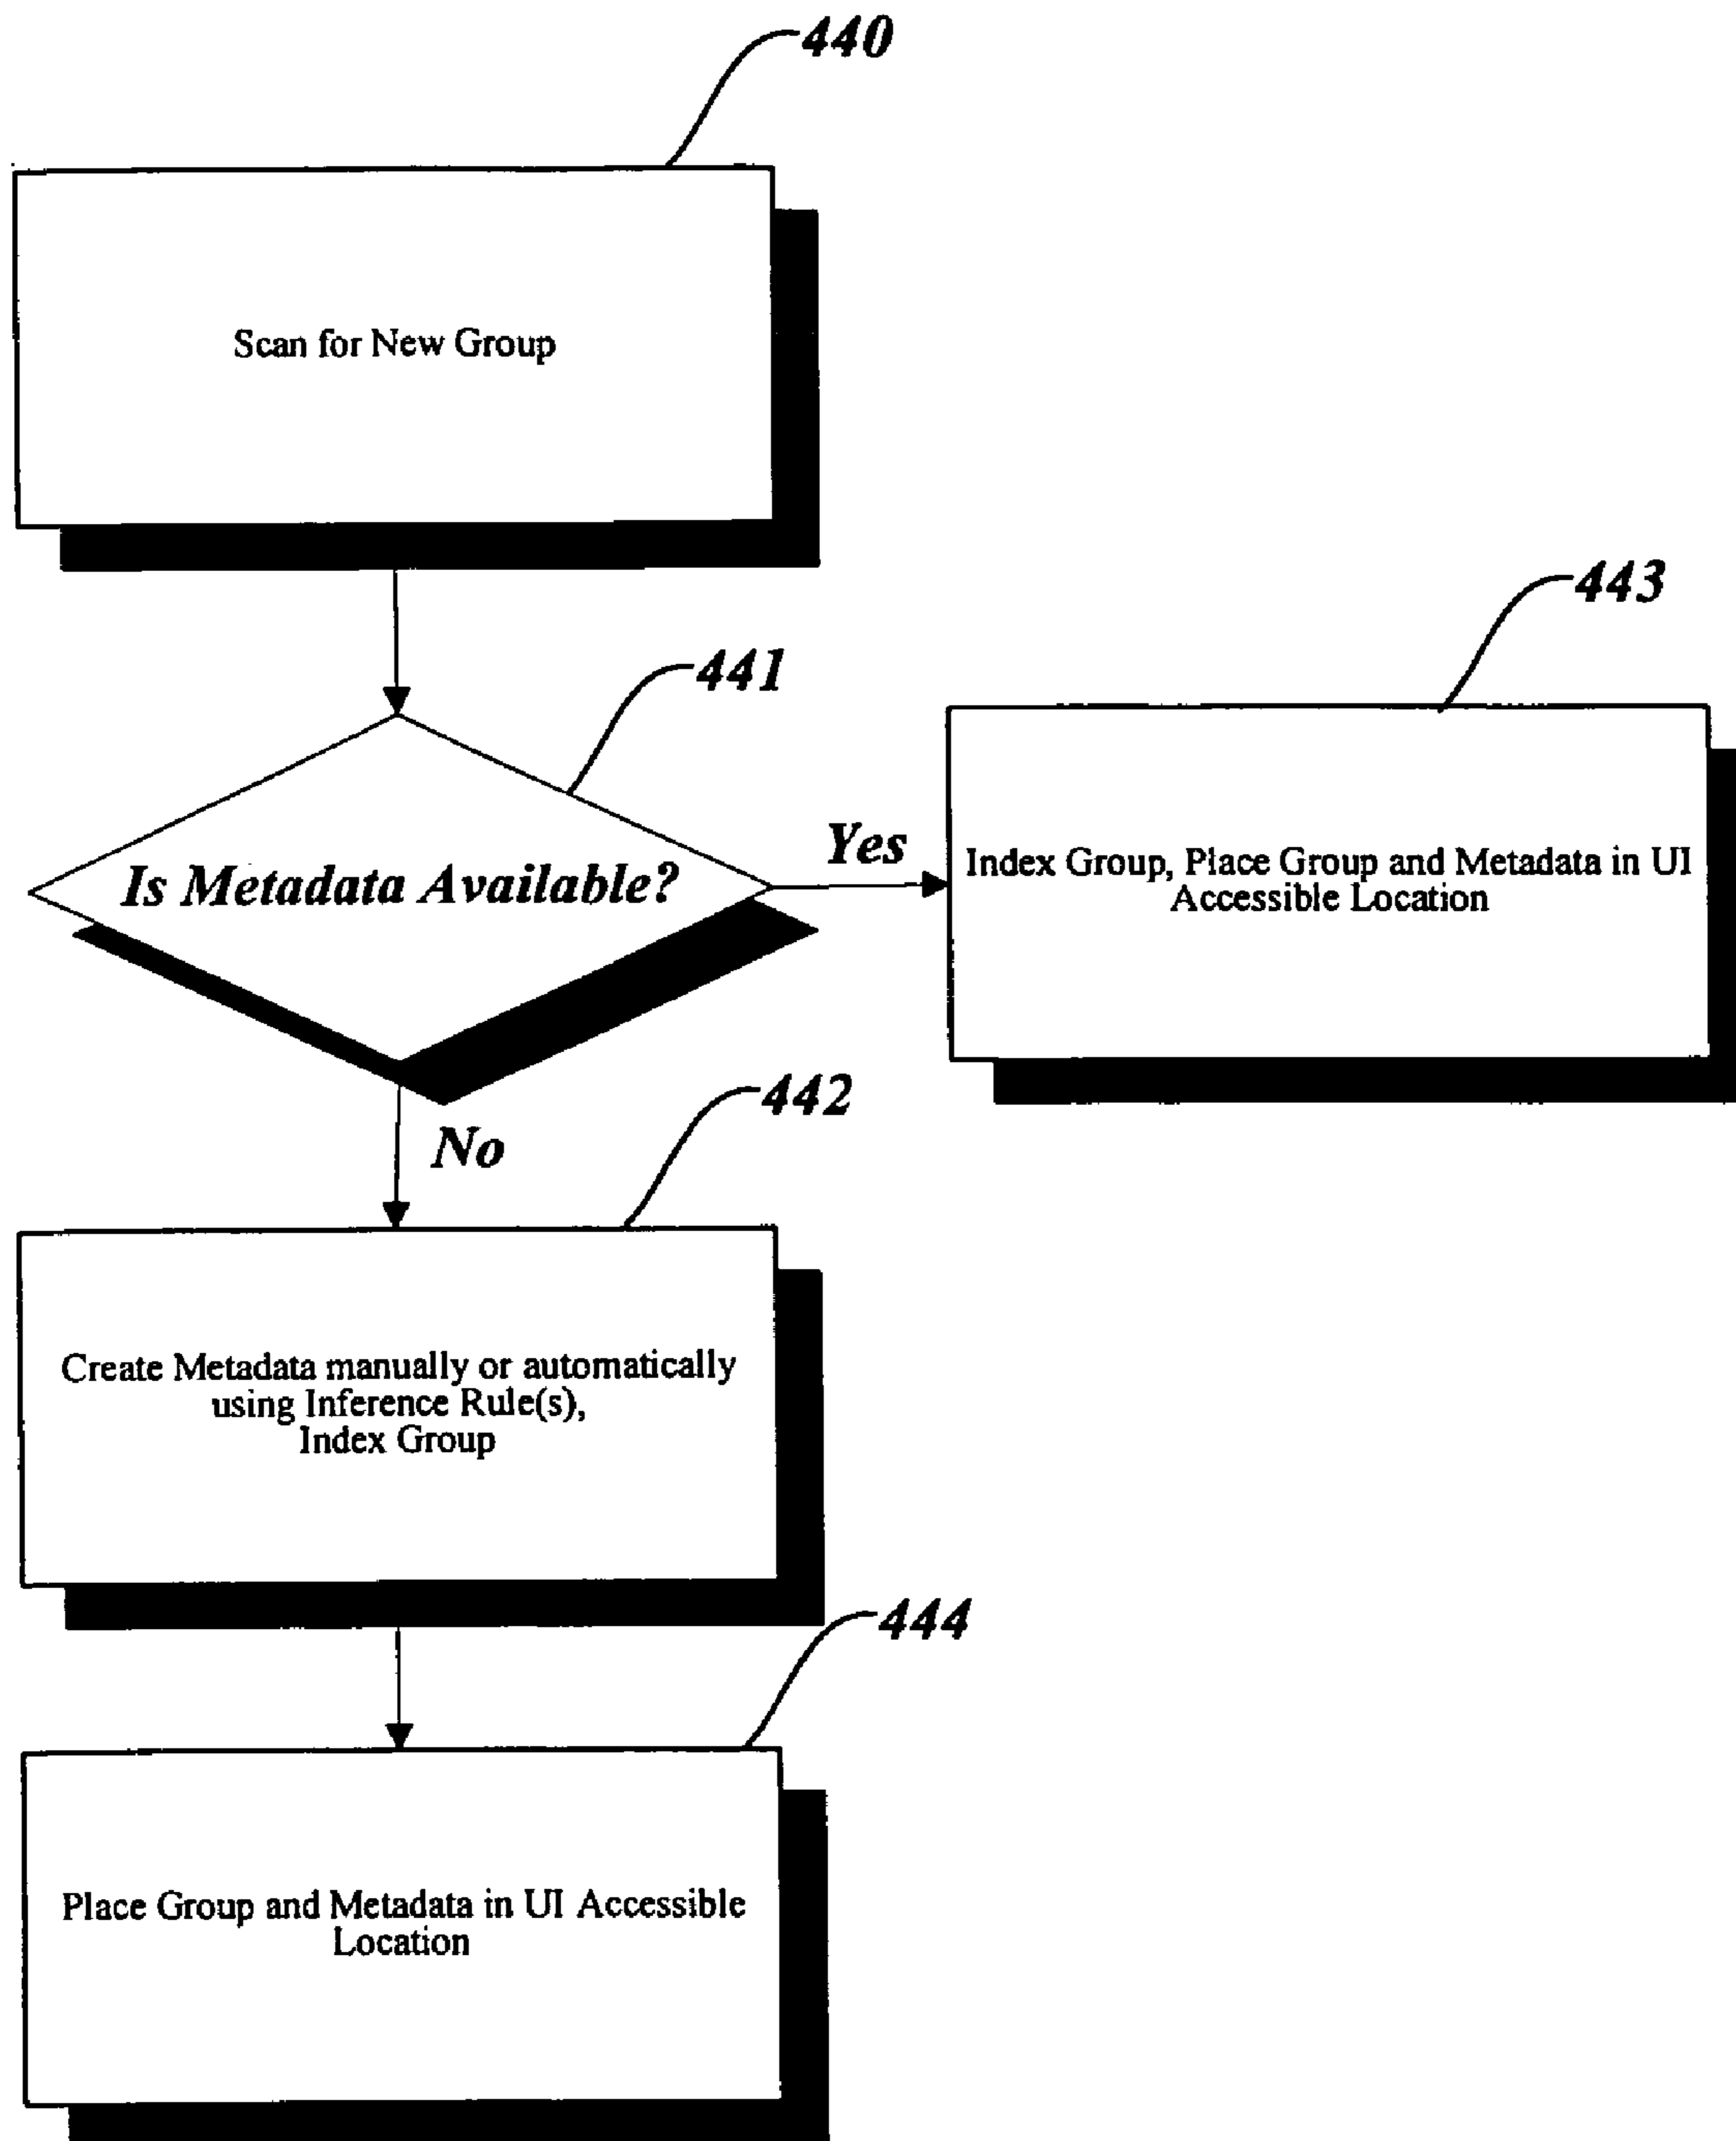 440
Scan for New Group
441
443
Is Metadata Available?
Yes
Index Group, Place Group and Metadata in UI
Accessible Location
No
442
Create Metadata manually or automatically
using Inference Rule(s),
Index Group
444
Place Group and Metadata in UI Accessible
Location